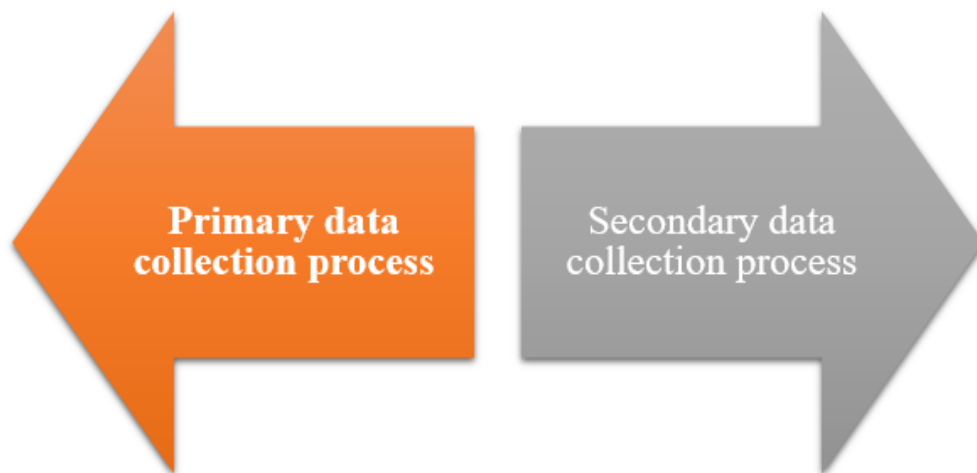 Primary data
collection process
Secondary data
collection process